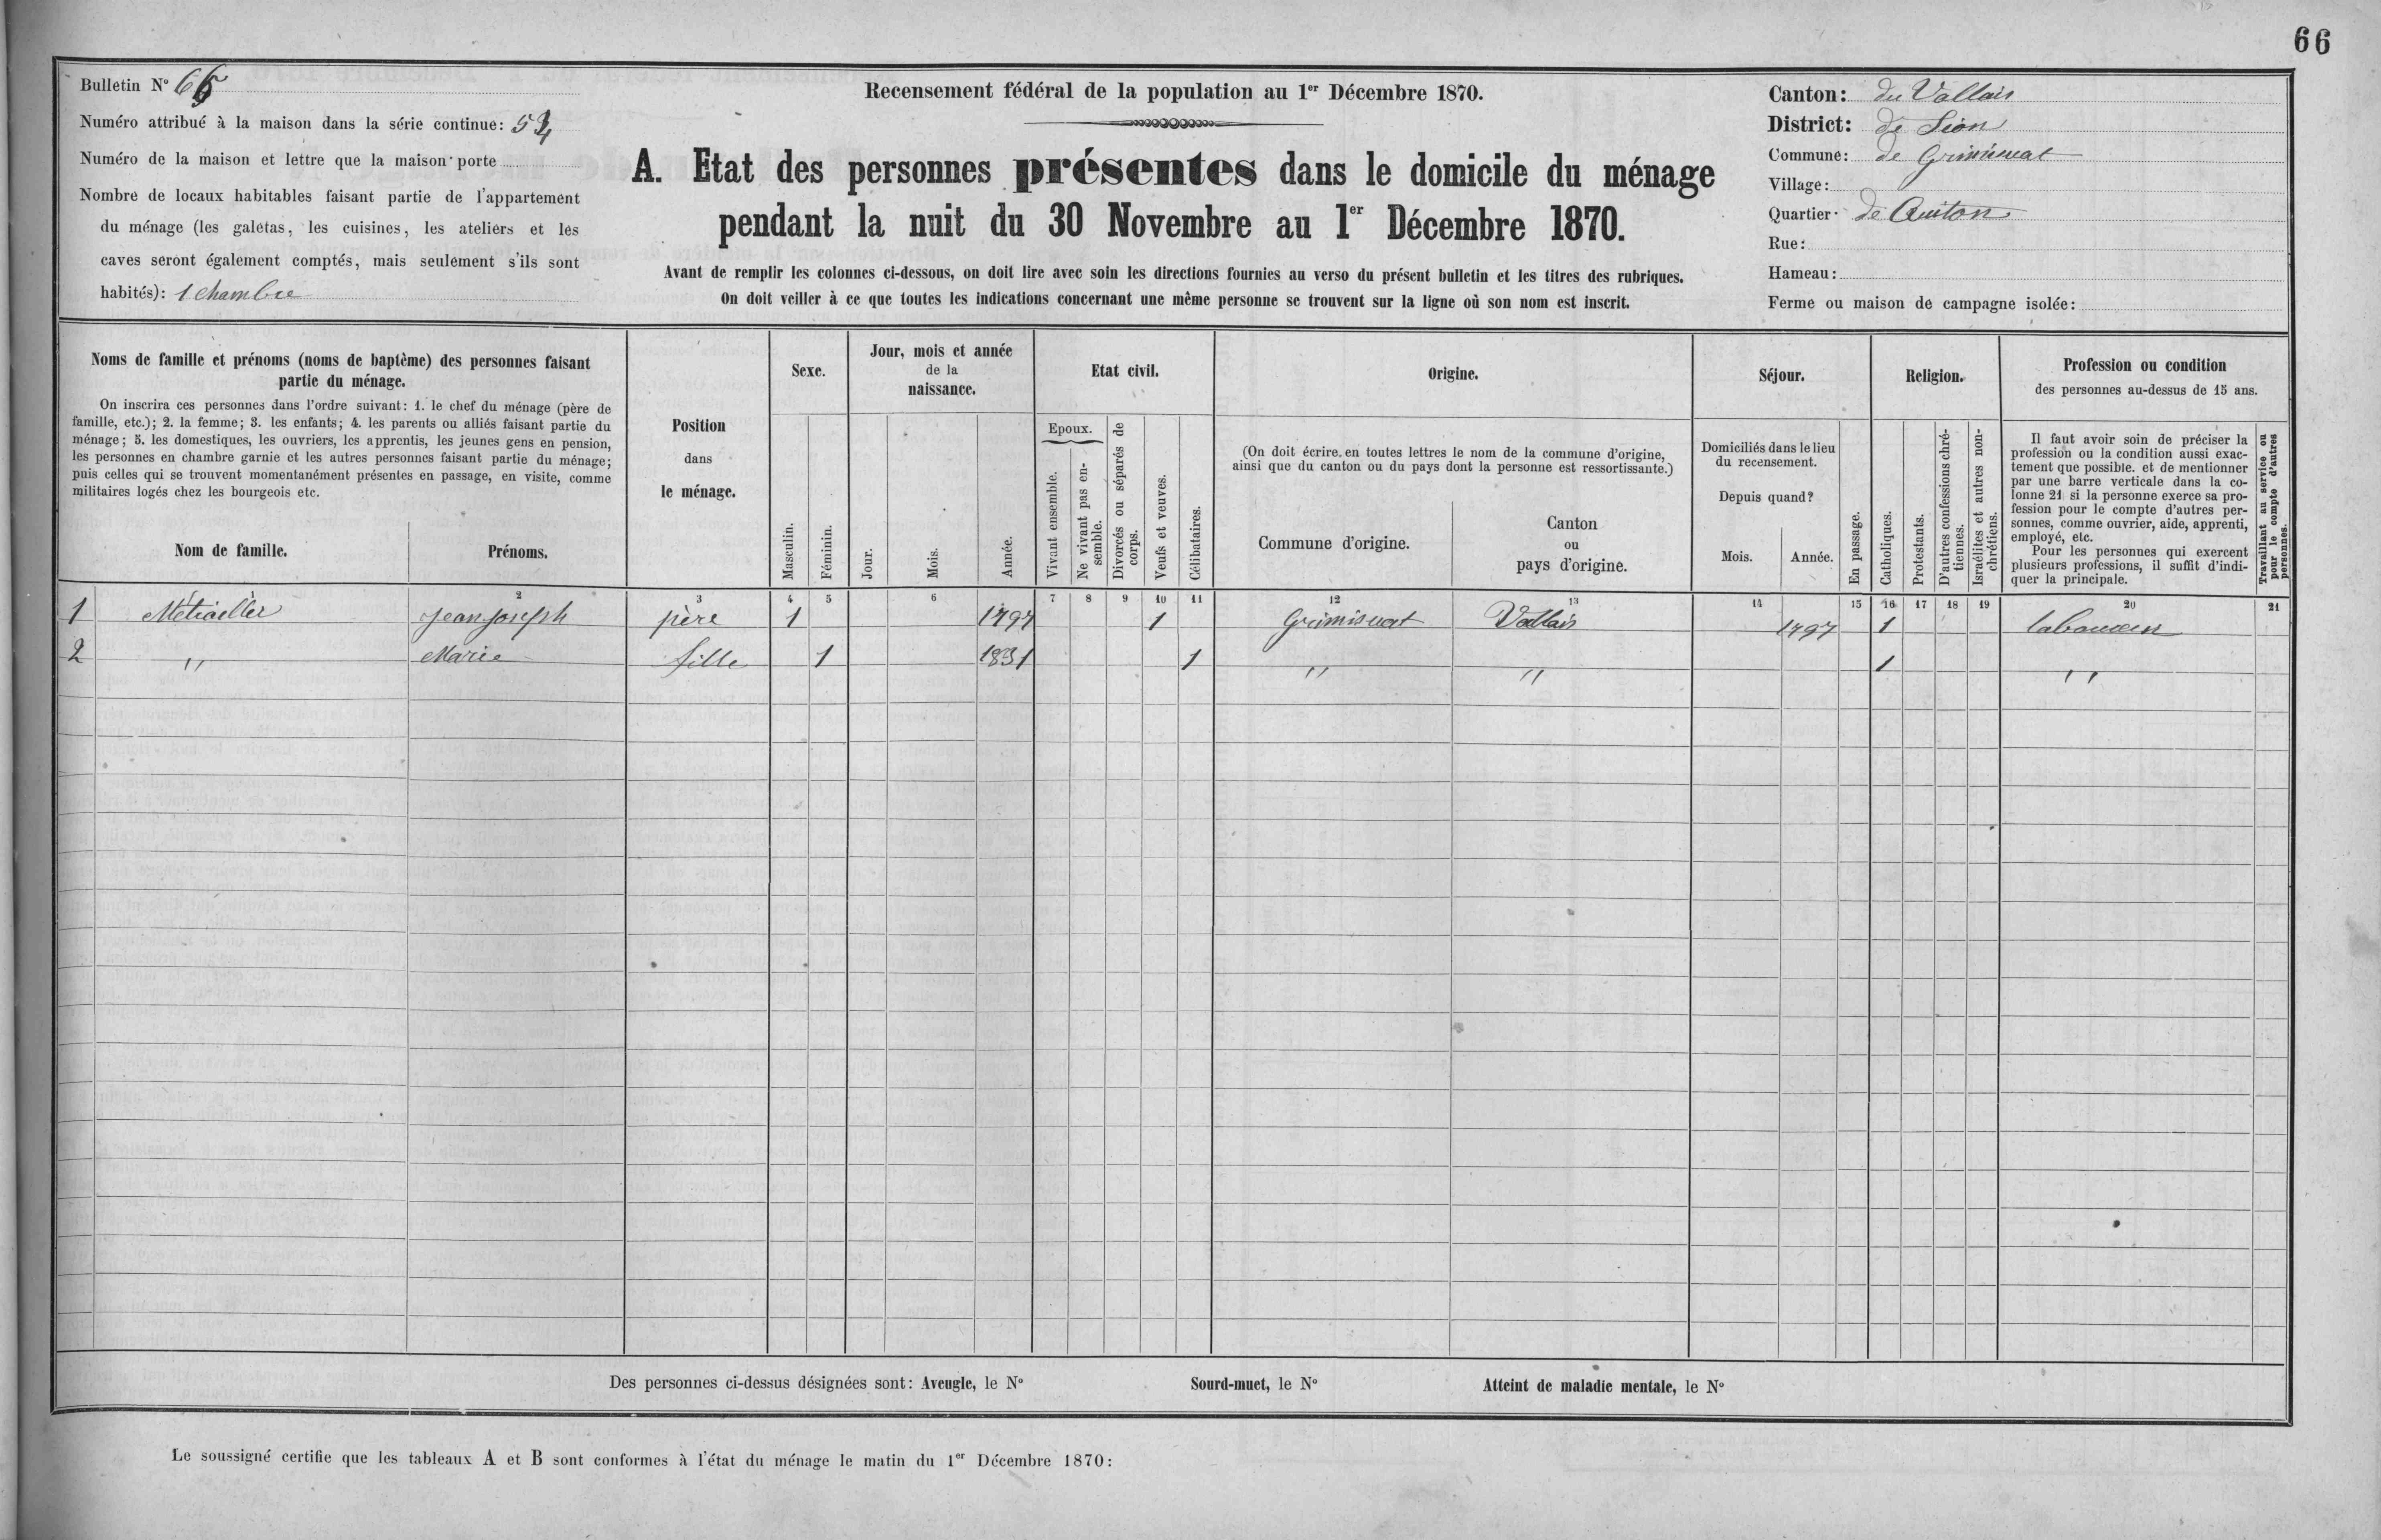 66
Bulletin N° 66
Numéro attribué à la maison dans la série continue: 54
Numéro de la maison et lettre que la maison porte
Nombre de locaux habitables faisant partie de l'appartement
du ménage (les galetas, les cuisines, les ateliers et les
caves seront également comptés, mais seulement s'ils sont
habités): 1 chambre
Recensement fédéral de la population au 1er Décembre 1870.
A. Etat des personnes présentes dans le domicile du ménage
pendant la nuit du 30 Novembre au 1er Décembre 1870.
Avant de remplir les colonnes ci-dessous, on doit lire avec soin les directions fournies au verso du présent bulletin et les titres des rubriques.
On doit veiller à ce que toutes les indications concernant une même personne se trouvent sur la ligne où son nom est inscrit.
Canton: du Vallais
District: de Sion
Commune: de Grimisuat
Village:
Quartier: de
Rue:
Hameau:
Ferme ou maison de campagne isolée:
Noms de famille et prénoms (noms de baptême) des personnes faisant
partie du ménage.
On inscrira ces personnes dans l'ordre suivant: 1. le chef du ménage (père de
famille, etc.); 2. la femme; 3. les enfants; 4. les parents ou alliés faisant partie du
ménage; 5. les domestiques, les ouvriers, les apprentis, les jeunes gens en pension,
les personnes en chambre garnie et les autres personnes faisant partie du ménage;
puis celles qui se trouvent momentanément présentes en passage, en visite, comme
militaires logés chez les bourgeois etc.
Nom de famille.
Prénoms.
Position
dans
le ménage.
Sexe.
Masculin.
Féminin.
Jour, mois et année
de la
naissance.
Jour.
Mois.
Année.
Etat civil.
Epoux.
Vivant ensemble.
Ne vivant pas en-
semble.
Divorcés ou séparés de
corps.
Veufs et veuves.
Célibataires.
Origine.
(On doit écrire en toutes lettres le nom de la commune d'origine,
ainsi que du canton ou du pays dont la personne est ressortissante.)
Commune d'origine.
Canton
ou
pays d'origine.
Séjour.
Domiciliés dans le lieu
du recensement.
Depuis quand?
Mois.
Année.
En passage.
Religion.
Catholiques.
Protestants.
D'autres confessions chré-
tiennes.
Israélites et autres non-
chrétiens.
Profession ou condition
des personnes au-dessus de 15 ans.
Il faut avoir soin de préciser la
profession ou la condition aussi exac-
tement que possible. et de mentionner
par une barre verticale dans la co-
lonne 21 si la personne exerce sa pro-
fession pour le compte d'autres per-
sonnes, comme ouvrier, aide, apprenti,
employé, etc.
Pour les personnes qui exercent
plusieurs professions, il suffit d'indi-
quer la principale.
Travaillant au service ou
pour le compte d'autres
personnes.
2 3 4 5 6 7 8 9 10 11 12 13 14 15 16 17 18 19 20 21
1 Métrailler Jean Joseph père 1 1797 1 Grimisuat Vallais 1797 1 laboureur
2 " Marie fille 1 1831 1 " " 1 "
Des personnes ci-dessus désignées sont: Aveugle, le N° Sourd-muet, le N° Atteint de maladie mentale, le N°
Le soussigné certifie que les tableaux A et B sont conformes à l'état du ménage le matin du 1er Décembre 1870: